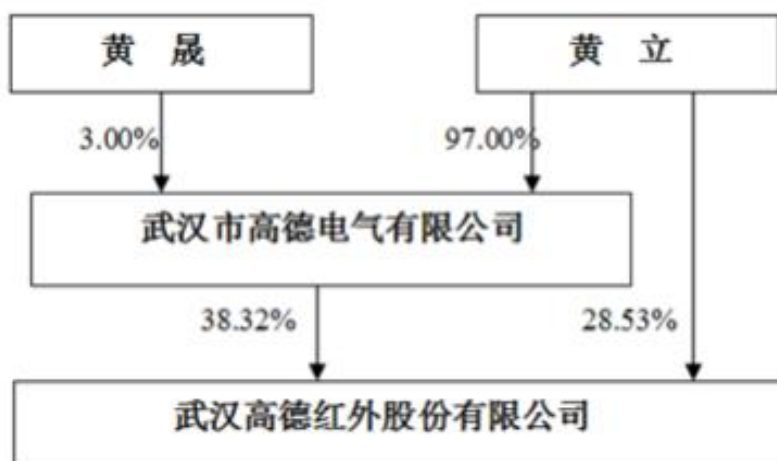 黄 晟
黄 立
3.00%
97.00%
武汉市高德电气有限公司
38.32%
28.53%
武汉高德红外股份有限公司